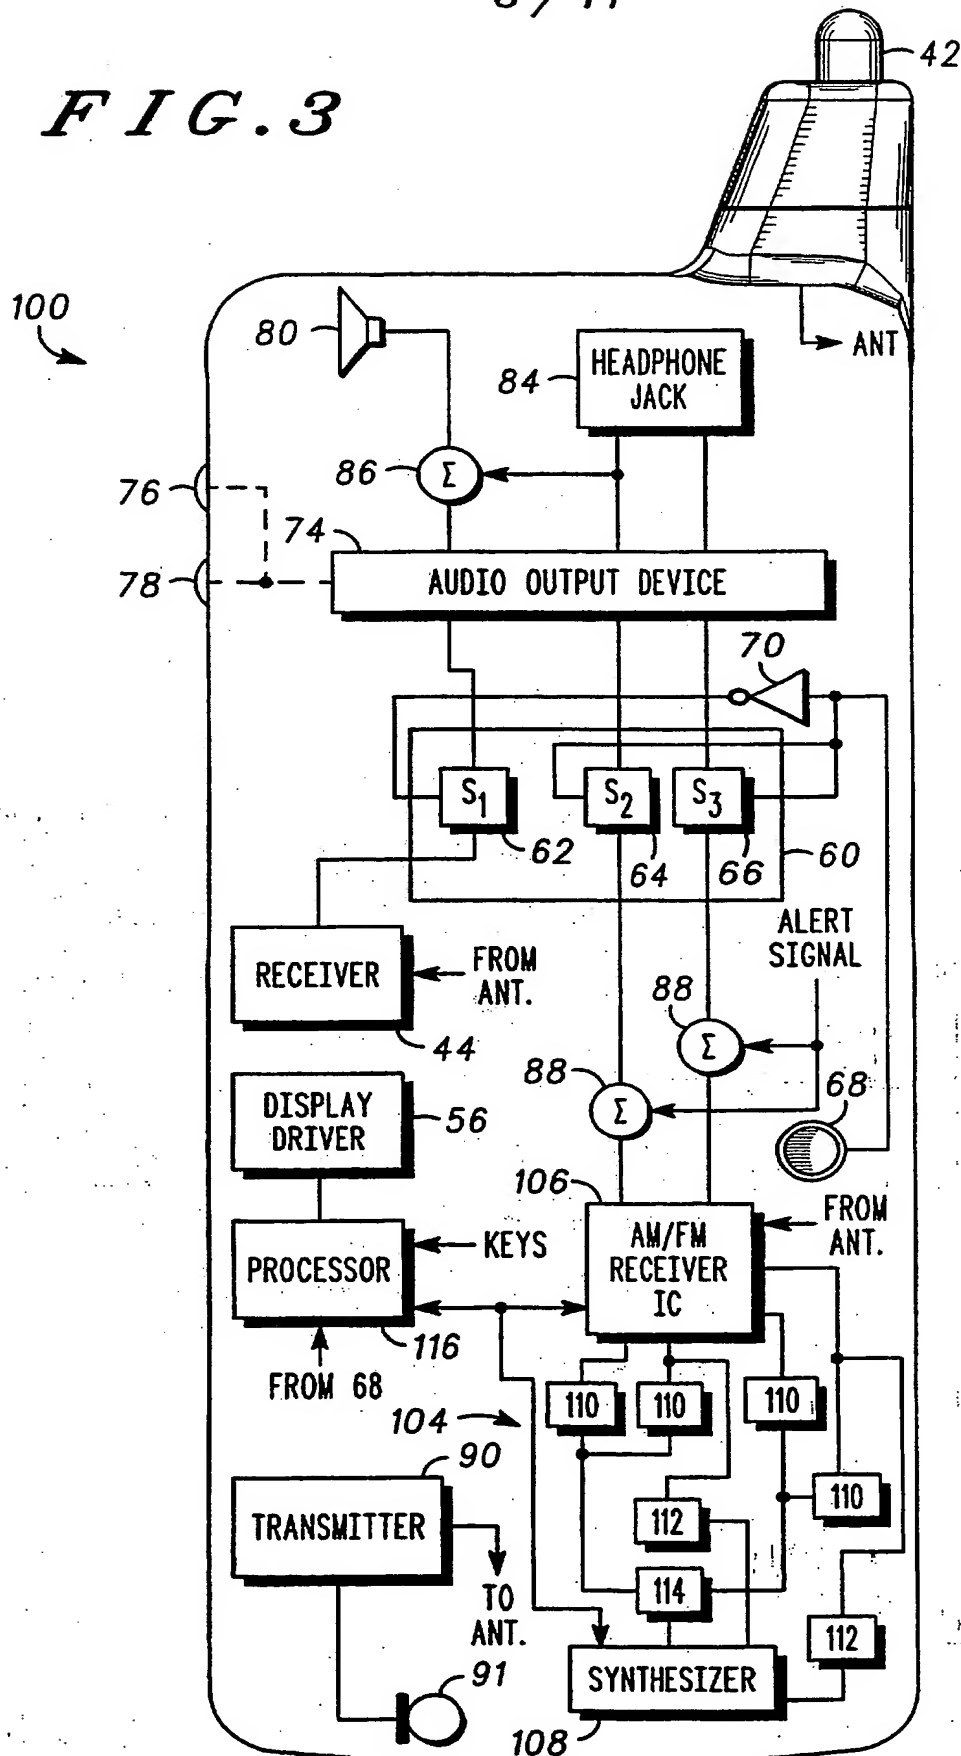 42
FIG.3
100
80
84
HEADPHONE
JACK
ANT
86
Σ
76
74
78
AUDIO OUTPUT DEVICE
70
S1
S2
S3
62
64
66
60
ALERT
SIGNAL
RECEIVER
FROM
ANT.
44
88
Σ
88
Σ
68
DISPLAY
DRIVER
56
106
PROCESSOR
KEYS
AM/FM
RECEIVER
IC
FROM
ANT.
116
FROM 68
104
110
110
110
110
90
TRANSMITTER
112
114
TO
ANT.
112
91
SYNTHESIZER
108